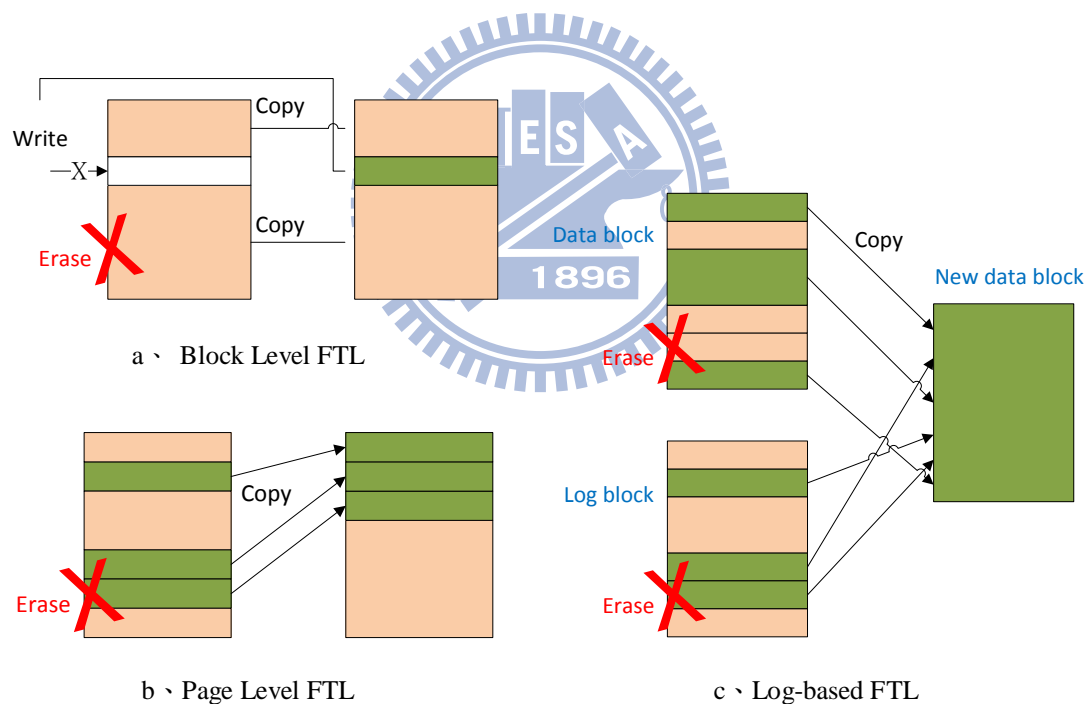 Copy
Write
X
Copy
Erase
ES
A
1896
a、 Block Level FTL
Data block
Copy
New data block
Erase
Copy
Erase
b、Page Level FTL
Log block
Erase
c、Log-based FTL